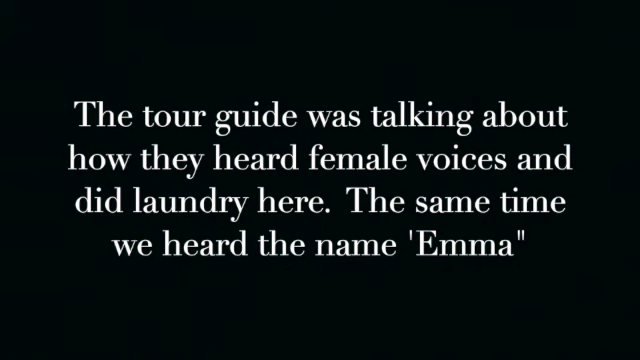 The tour guide was talking about
how they heard female voices and
did laundry here.  The same time
we heard the name 'Emma"